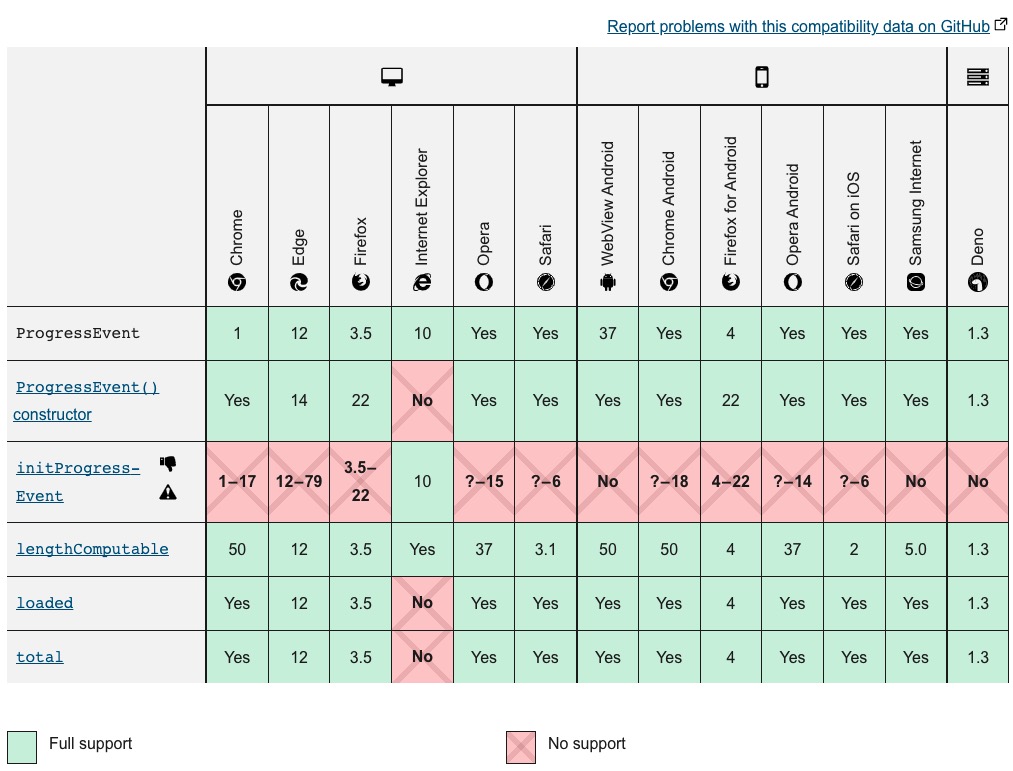 Report problems with this compatibility data on GitHub
Chrome Edge Firefox Internet Explorer Opera Safari WebView Android Chrome Android Firefox for Android Opera Android Safari on iOS Samsung Internet Deno
ProgressEvent 1 12 3.5 10 Yes Yes 37 Yes 4 Yes Yes Yes 1.3
ProgressEvent()
constructor Yes 14 22 No Yes Yes Yes Yes 22 Yes Yes Yes 1.3
initProgress-
Event 1–17 12–79 3.5–
22 10 ?–15 ?–6 No ?–18 4–22 ?–14 ?–6 No No
lengthComputable 50 12 3.5 Yes 37 3.1 50 50 4 37 2 5.0 1.3
loaded Yes 12 3.5 No Yes Yes Yes Yes 4 Yes Yes Yes 1.3
total Yes 12 3.5 No Yes Yes Yes Yes 4 Yes Yes Yes 1.3
Full support No support